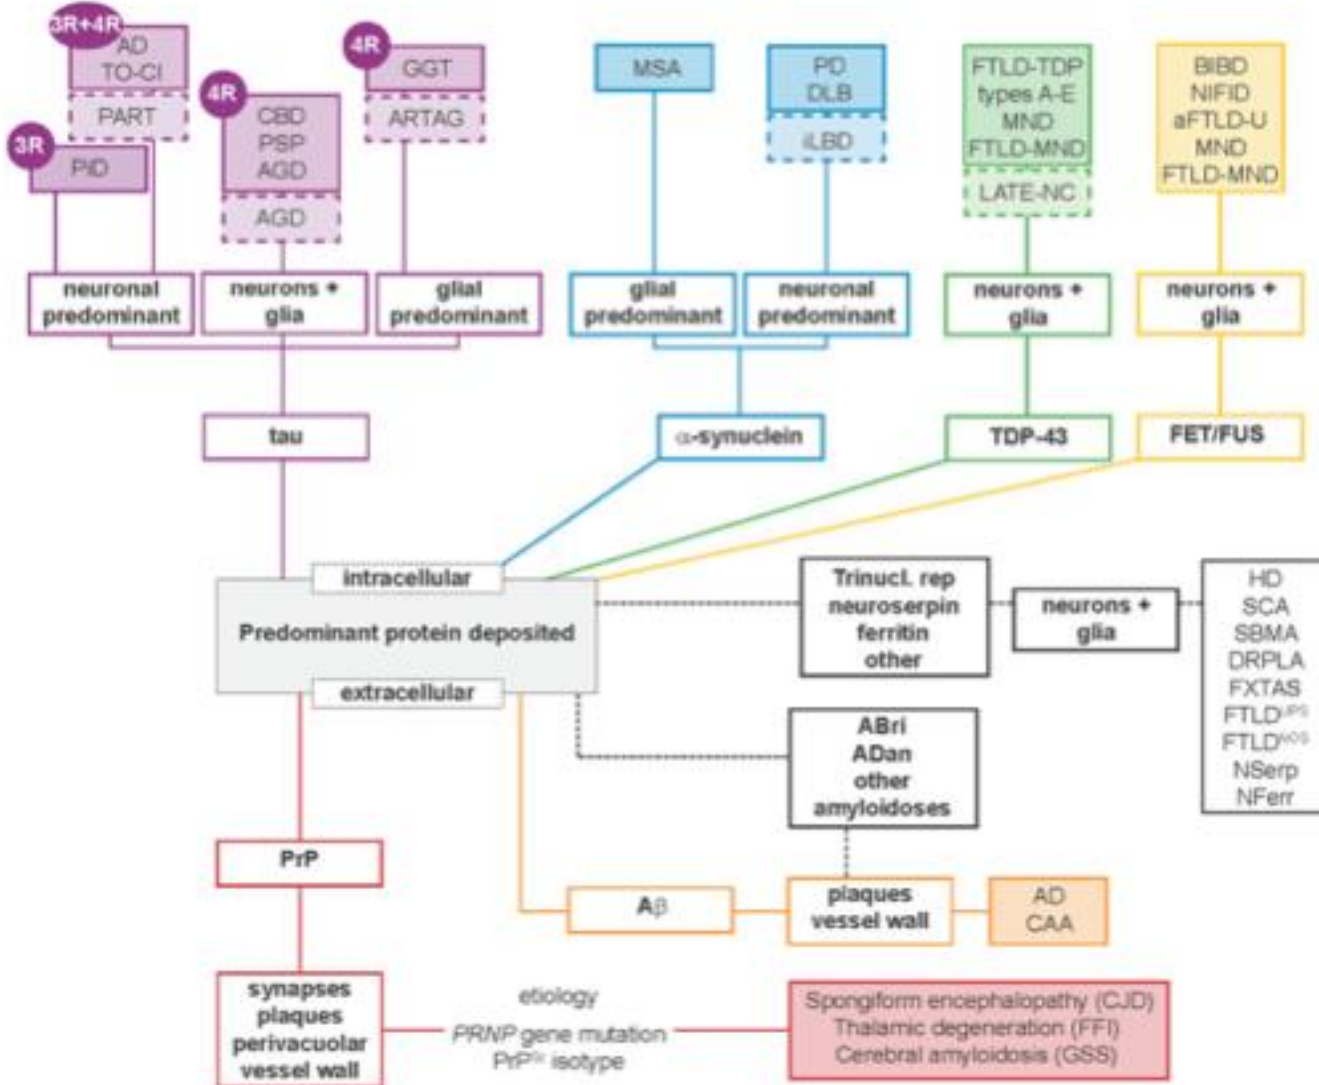 3R+4R
AD
TO-CI
PART
3R
PID
4R
CBD
PSP
AGD
AGD
4R
GGT
ARTAG
MSA
PD
DLB
iLBD
FTLD-TDP
types A-E
MND
FTLD-MND
LATE-NC
BIBD
NIFID
aFTLD-U
MND
FTLD-MND
neuronal
predominant
neurons +
glia
glial
predominant
glial
predominant
neuronal
predominant
neurons +
glia
neurons +
glia
tau
α-synuclein
TDP-43
FET/FUS
intracellular
Predominant protein deposited
extracellular
Trinucl. rep
neuroserpin
ferritin
other
neurons +
glia
HD
SCA
SBMA
DRPLA
FXTAS
FTLD
FTLD
NSerp
NFerr
ABri
ADan
other
amyloidoses
PrP
Aβ
plaques
vessel wall
AD
CAA
synapses
plaques
perivacuolar
vessel wall
etiology
PRNP gene mutation
PrPSc isotype
Spongiform encephalopathy (CJD)
Thalamic degeneration (FFI)
Cerebral amyloidosis (GSS)